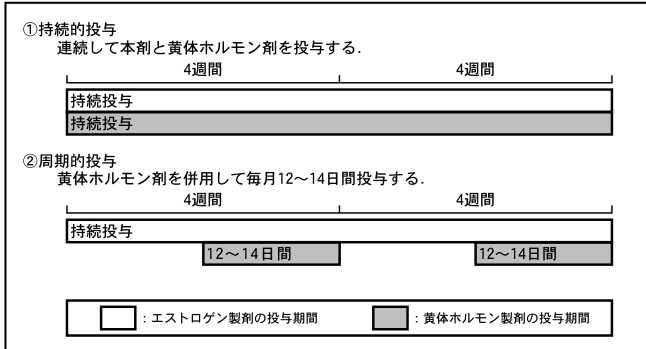 ①持続的投与
連続して本剤と黄体ホルモン剤を投与する.
4週間 4週間
持続投与
持続投与
②周期的投与
黄体ホルモン剤を併用して毎月12～14日間投与する.
4週間 4週間
持続投与
12～14日間 12～14日間
：エストロゲン製剤の投与期間 ：黄体ホルモン製剤の投与期間